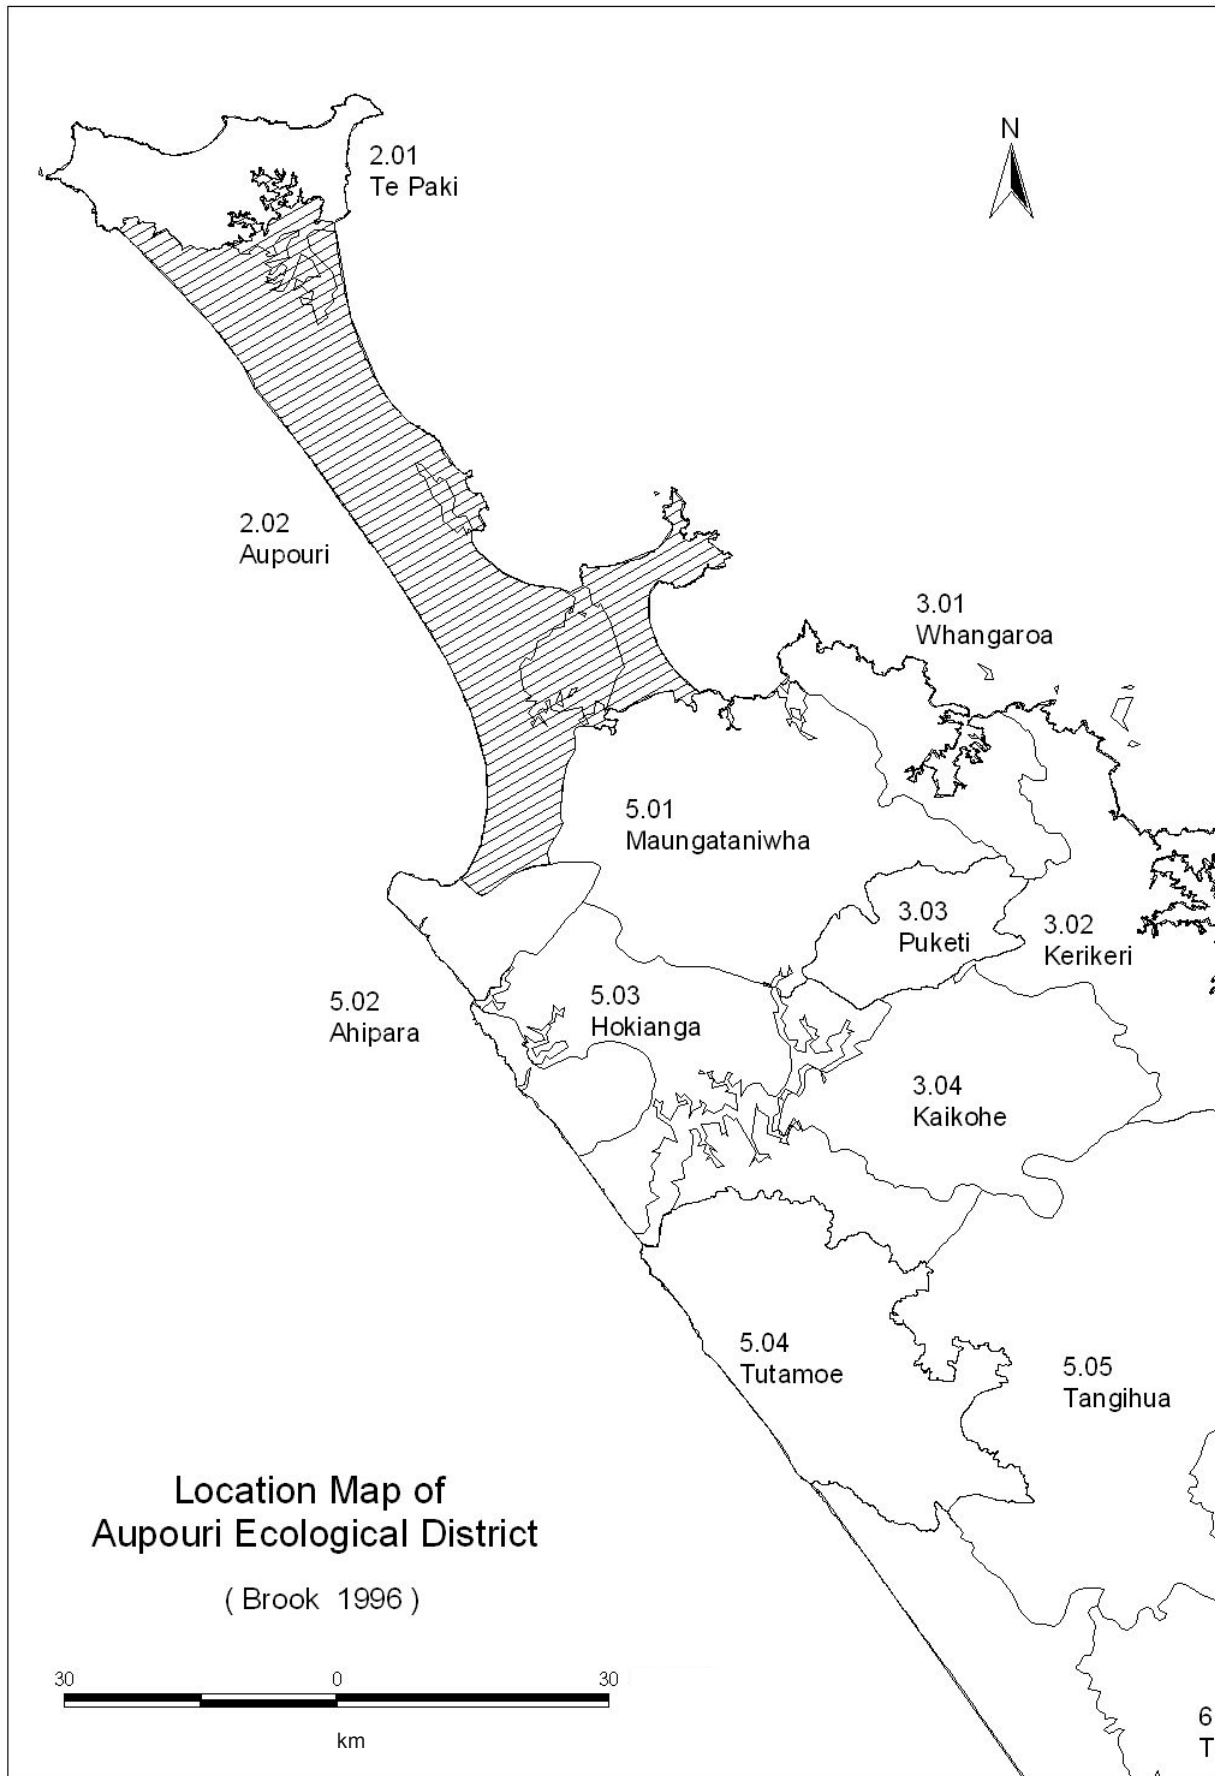 N
2.01
Te Paki
2.02
Aupouri
3.01
Whangaroa
5.01
Maungataniwha
3.03
Puketi
3.02
Kerikeri
5.02
Ahipara
5.03
Hokianga
3.04
Kaikohe
5.04
Tutamoe
5.05
Tangihua
Location Map of
Aupouri Ecological District
( Brook 1996 )
30 0 30
km
6
T